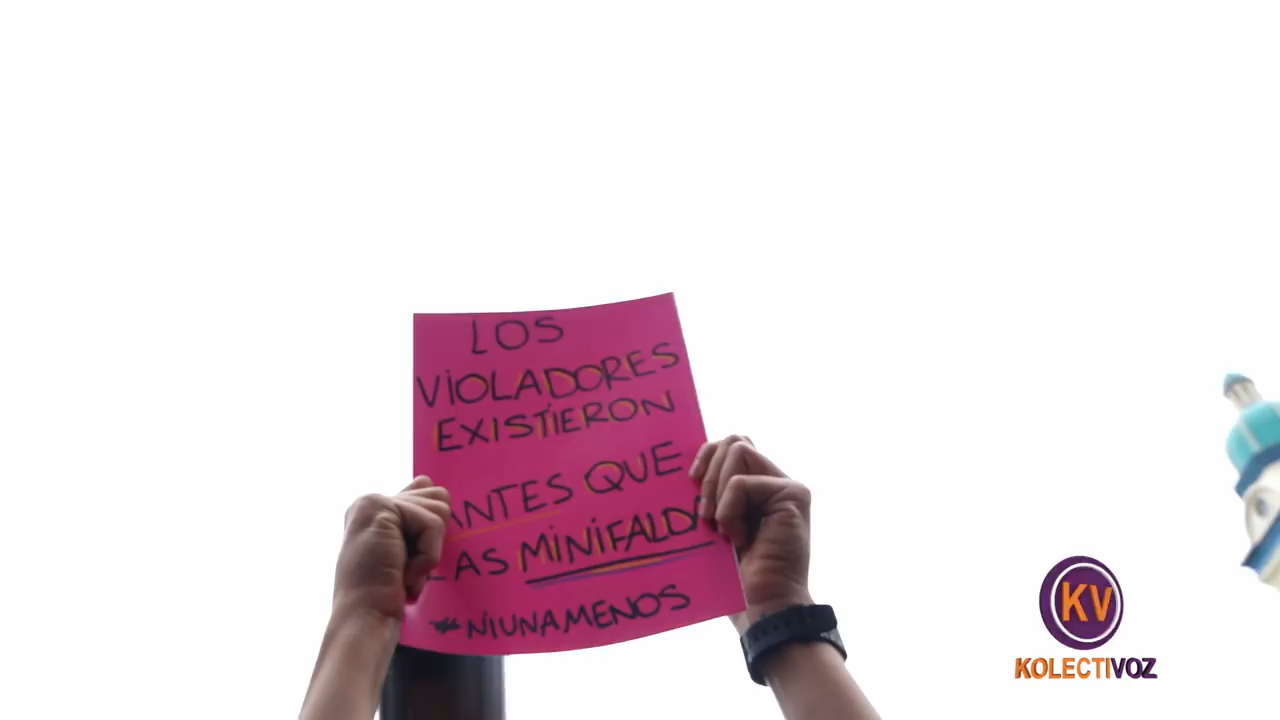 LOS
VIOLADORES
EXISTIERON
ANTES QUE
LAS MINIFALDA
#NIUNAMENOS
KV
KOLECTIVOZ